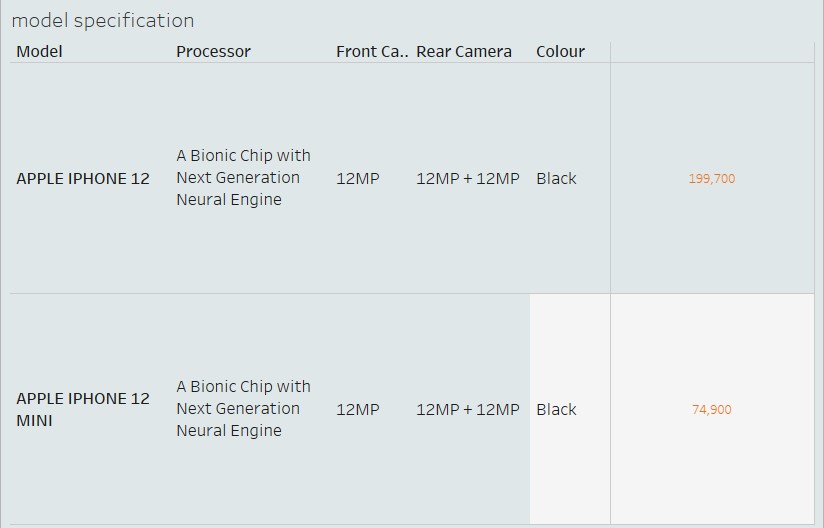 model specification
Model Processor Front Ca.. Rear Camera Colour
A Bionic Chip with
APPLE IPHONE 12 Next Generation 12MP 12MP + 12MP Black 199,700
Neural Engine
APPLE IPHONE 12 A Bionic Chip with
MINI Next Generation 12MP 12MP + 12MP Black 74,900
Neural Engine